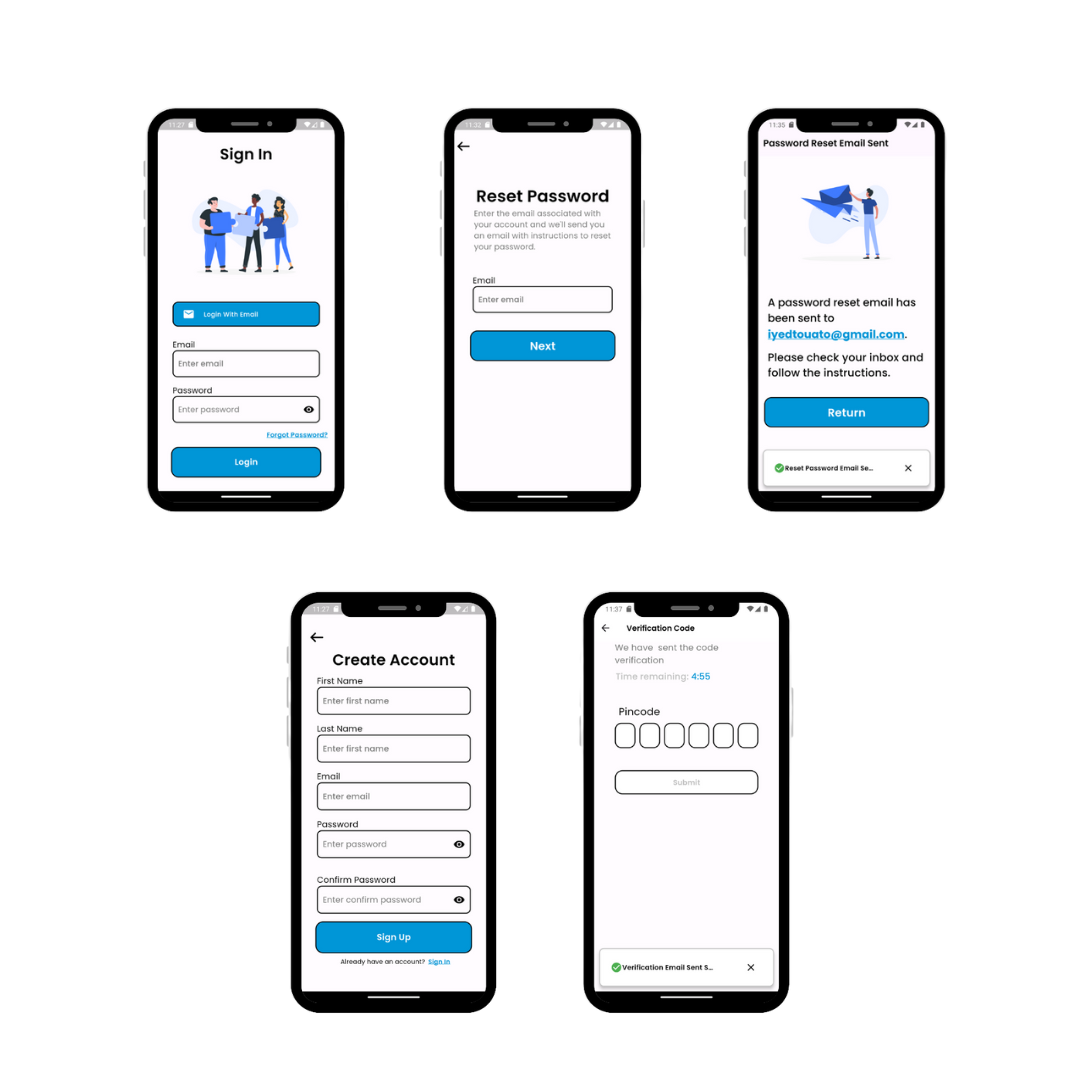 11:27
Sign In
Login With Email
Email
Enter email
Password
Enter password
Forgot Password?
Login
11:32
Reset Password
Enter the email associated with
your account and we'll send you
an email with instructions to reset
your password.
Email
Enter email
Next
11:35
Password Reset Email Sent
A password reset email has
been sent to
iyedtouato@gmail.com.
Please check your inbox and
follow the instructions.
Return
Reset Password Email Se...
11:37
Create Account
First Name
Enter first name
Last Name
Enter first name
Email
Enter email
Password
Enter password
Confirm Password
Enter confirm password
Sign Up
Already have an account? Sign in
11:37
Verification Code
We have sent the code
verification
Time remaining: 4:55
Pincode
Submit
Verification Email Sent S...